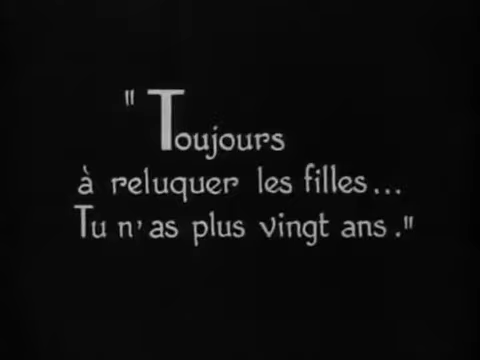 " Toujours
à reluquer les filles...
Tu n'as plus vingt ans."